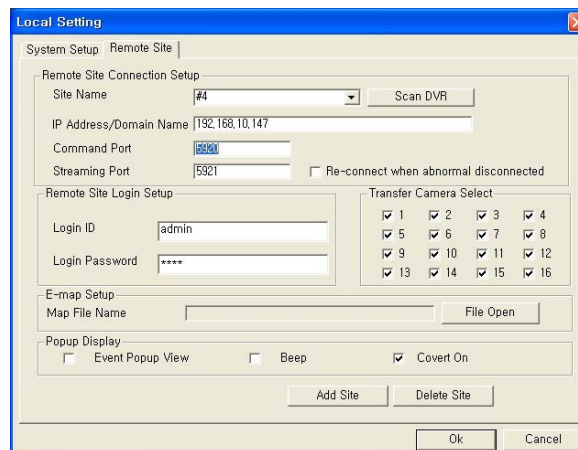 Local Setting
System Setup Remote Site
Remote Site Connection Setup
Site Name #4 Scan DVR
IP Address/Domain Name 192,168,10,147
Command Port 5920
Streaming Port 5921 Re-connect when abnormal disconnected
Remote Site Login Setup Transfer Camera Select
1 2 3 4
Login ID admin 5 6 7 8
9 10 11 12
Login Password **** 13 14 15 16
E-map Setup
Map File Name File Open
Popup Display
Event Popup View Beep Covert On
Add Site Delete Site
Ok Cancel